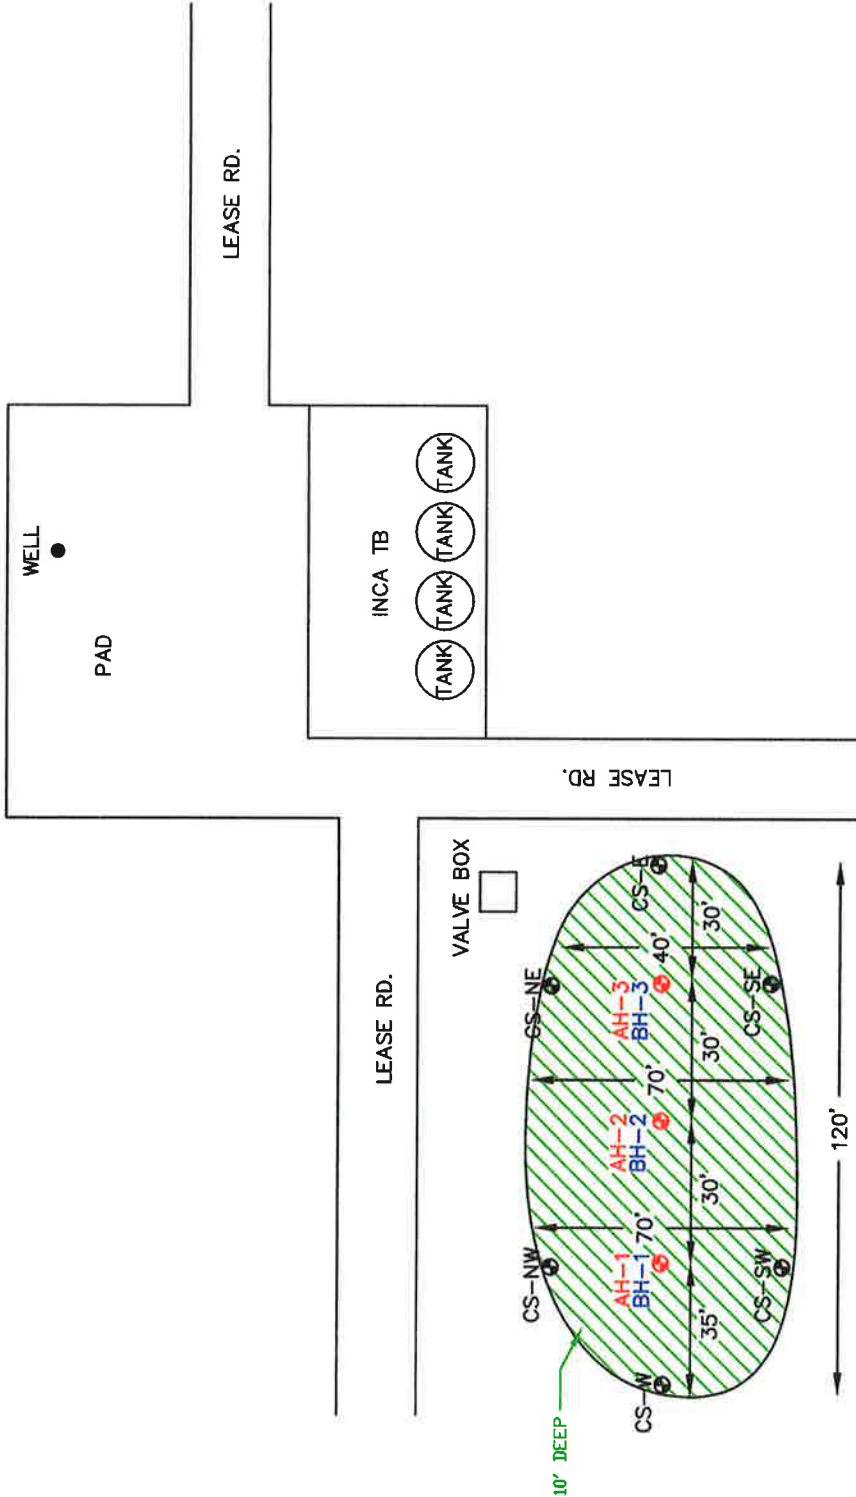 WELL
PAD
LEASE RD.
INCA TB
TANK
TANK
TANK
TANK
LEASE RD.
LEASE RD.
VALVE BOX
CS-NW
CS-NE
CS-W
CS-E
CS-SW
CS-SE
AH-1
BH-1
AH-2
BH-2
AH-3
BH-3
70'
70'
40'
35'
30'
30'
30'
120'
10' DEEP